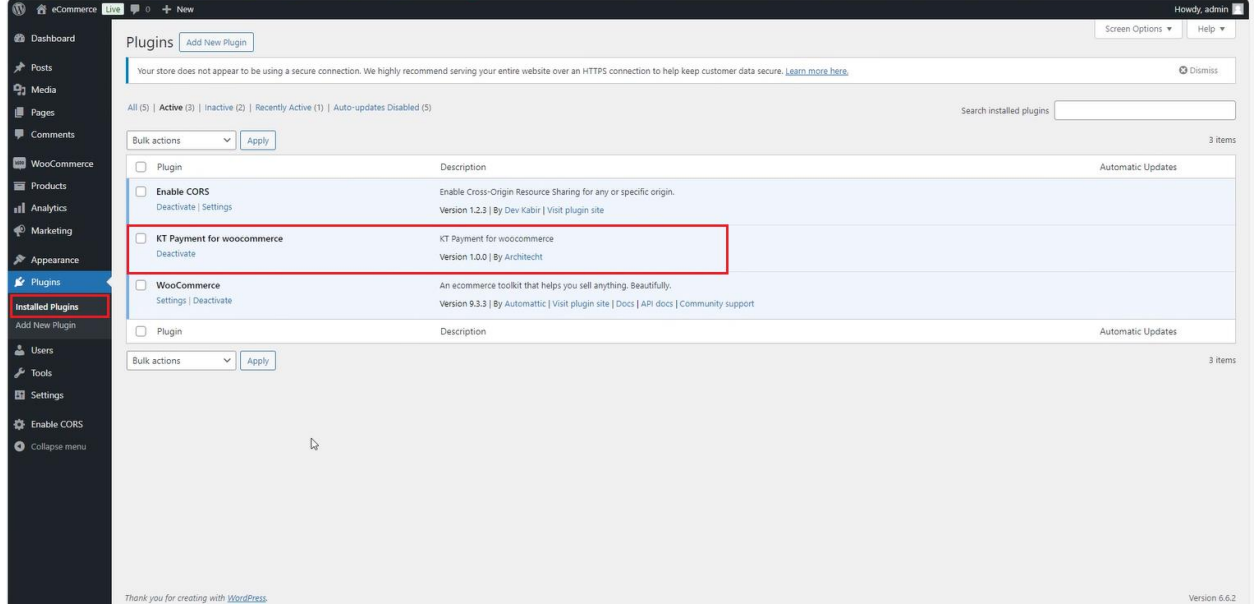 eCommerce Live 0 + New Howdy, admin
Screen Options ▼ Help ▼
Dashboard
Posts
Media
Pages
Comments
WooCommerce
Products
Analytics
Marketing
Appearance
Plugins
Installed Plugins
Add New Plugin
Users
Tools
Settings
Enable CORS
Collapse menu
Plugins Add New Plugin
Your store does not appear to be using a secure connection. We highly recommend serving your entire website over an HTTPS connection to help keep customer data secure. Learn more here. Dismiss
All (5) | Active (3) | Inactive (2) | Recently Active (1) | Auto-updates Disabled (5)
Search installed plugins
Bulk actions Apply 3 items
Plugin Description Automatic Updates
Enable CORS Enable Cross-Origin Resource Sharing for any or specific origin.
Deactivate | Settings Version 1.2.3 | By Dev Kabir | Visit plugin site
KT Payment for woocommerce KT Payment for woocommerce
Deactivate Version 1.0.0 | By Architecht
WooCommerce An ecommerce toolkit that helps you sell anything. Beautifully.
Settings | Deactivate Version 9.3.3 | By Automattic | Visit plugin site | Docs | API docs | Community support
Plugin Description Automatic Updates
Bulk actions Apply 3 items
Thank you for creating with WordPress. Version 6.6.2